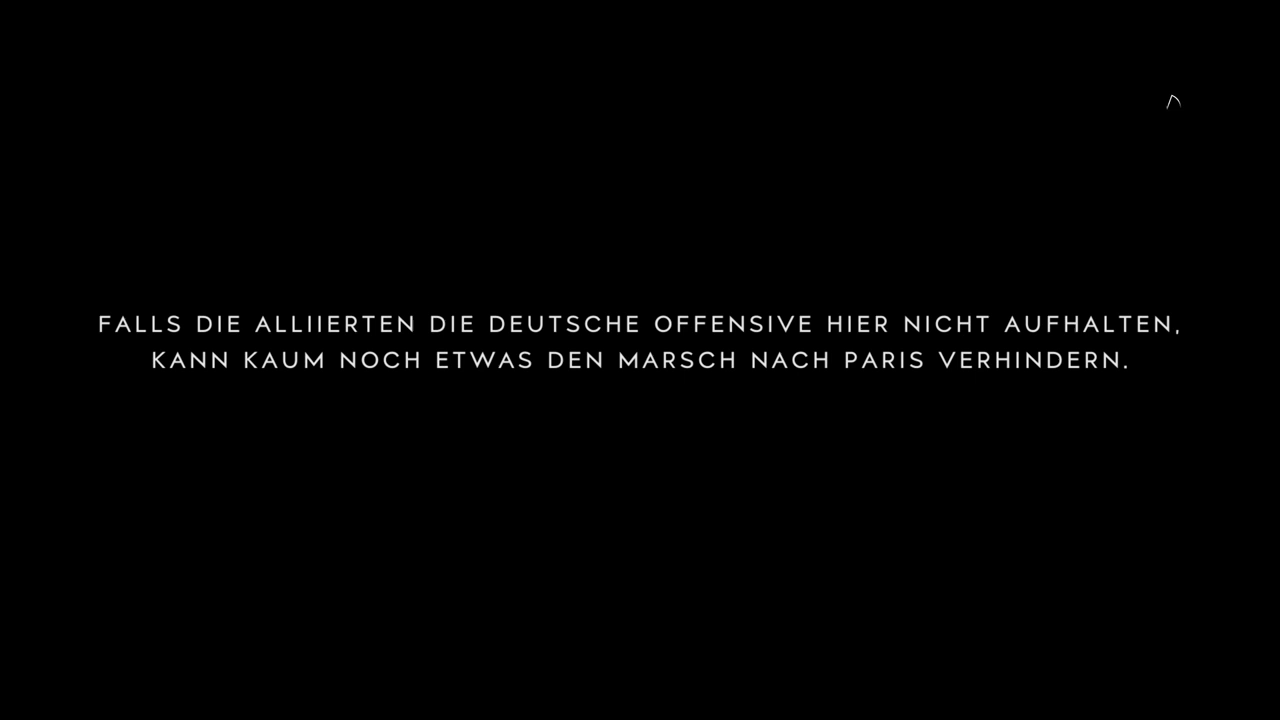 FALLS DIE ALLIIERTEN DIE DEUTSCHE OFFENSIVE HIER NICHT AUFHALTEN,
KANN KAUM NOCH ETWAS DEN MARSCH NACH PARIS VERHINDERN.